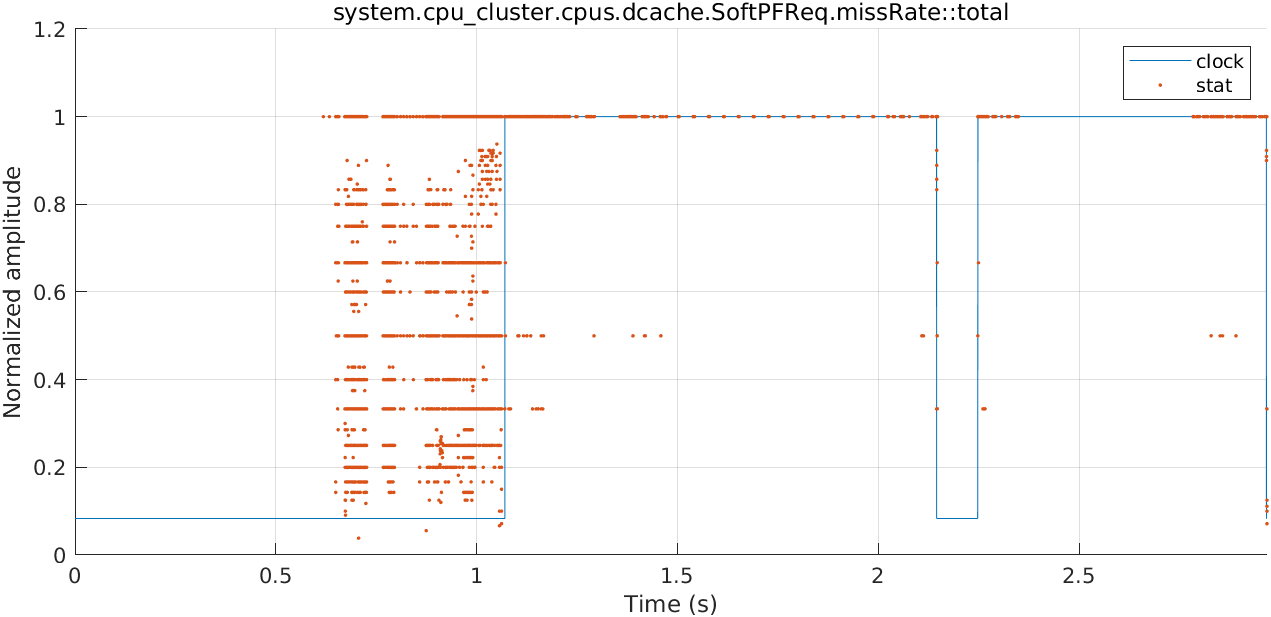 system.cpu_cluster.cpus.dcache.SoftPFReq.missRate::total
1.2
1
0.8
0.6
0.4
0.2
0
Normalized amplitude
clock
stat
0 0.5 1 1.5 2 2.5
Time (s)